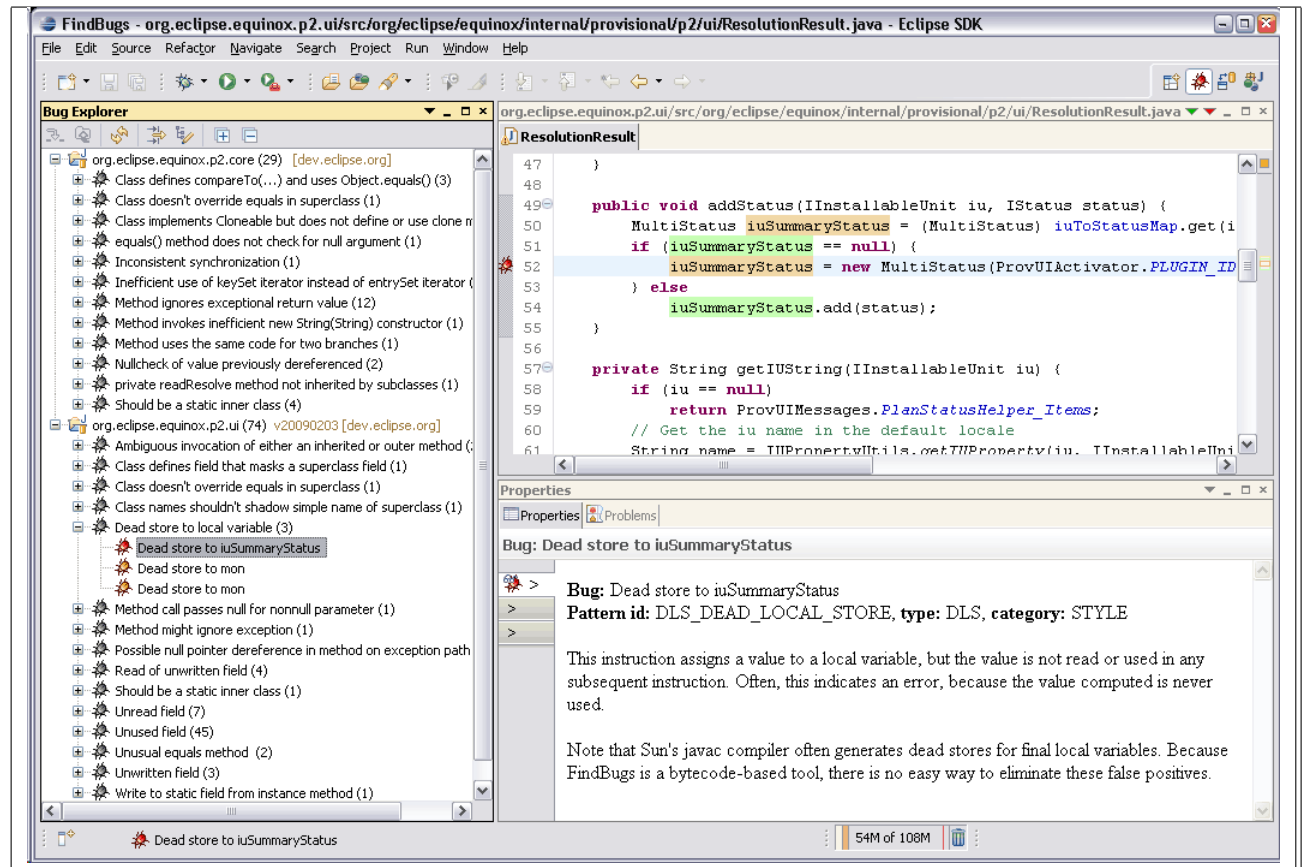 FindBugs - org.eclipse.equinox.p2.ui/src/org/eclipse/equinox/internal/provisional/p2/ui/ResolutionResult.java - Eclipse SDK
File Edit Source Refactor Navigate Search Project Run Window Help
Bug Explorer
org.eclipse.equinox.p2.core (29) [dev.eclipse.org]
Class defines compareTo(...) and uses Object.equals() (3)
Class doesn't override equals in superclass (1)
Class implements Cloneable but does not define or use clone m
equals() method does not check for null argument (1)
Inconsistent synchronization (1)
Inefficient use of keySet iterator instead of entrySet iterator (
Method ignores exceptional return value (12)
Method invokes inefficient new String(String) constructor (1)
Method uses the same code for two branches (1)
Nullcheck of value previously dereferenced (2)
private readResolve method not inherited by subclasses (1)
Should be a static inner class (4)
org.eclipse.equinox.p2.ui (74) v20090203 [dev.eclipse.org]
Ambiguous invocation of either an inherited or outer method (
Class defines field that masks a superclass field (1)
Class doesn't override equals in superclass (1)
Class names shouldn't shadow simple name of superclass (1)
Dead store to local variable (3)
Dead store to iuSummaryStatus
Dead store to mon
Dead store to mon
Method call passes null for nonnull parameter (1)
Method might ignore exception (1)
Possible null pointer dereference in method on exception path
Read of unwritten field (4)
Should be a static inner class (1)
Unread field (7)
Unused field (45)
Unusual equals method (2)
Unwritten field (3)
Write to static field from instance method (1)
org.eclipse.equinox.p2.ui/src/org/eclipse/equinox/internal/provisional/p2/ui/ResolutionResult.java
ResolutionResult
47 }
48
49 public void addStatus(IInstallableUnit iu, IStatus status) {
50 MultiStatus iuSummaryStatus = (MultiStatus) iuToStatusMap.get(i
51 if (iuSummaryStatus == null) {
52 iuSummaryStatus = new MultiStatus(ProvUIActivator.PLUGIN_ID
53 } else
54 iuSummaryStatus.add(status);
55 }
56
57 private String getIUString(IInstallableUnit iu) {
58 if (iu == null)
59 return ProvUIMessages.PlanStatusHelper_Items;
60 // Get the iu name in the default locale
61 String name = IUPropertyUtils.getIUProperty(iu, IInstallableUni
Properties
Properties Problems
Bug: Dead store to iuSummaryStatus
Bug: Dead store to iuSummaryStatus
Pattern id: DLS_DEAD_LOCAL_STORE, type: DLS, category: STYLE
This instruction assigns a value to a local variable, but the value is not read or used in any
subsequent instruction. Often, this indicates an error, because the value computed is never
used.
Note that Sun's javac compiler often generates dead stores for final local variables. Because
FindBugs is a bytecode-based tool, there is no easy way to eliminate these false positives.
Dead store to iuSummaryStatus
54M of 108M